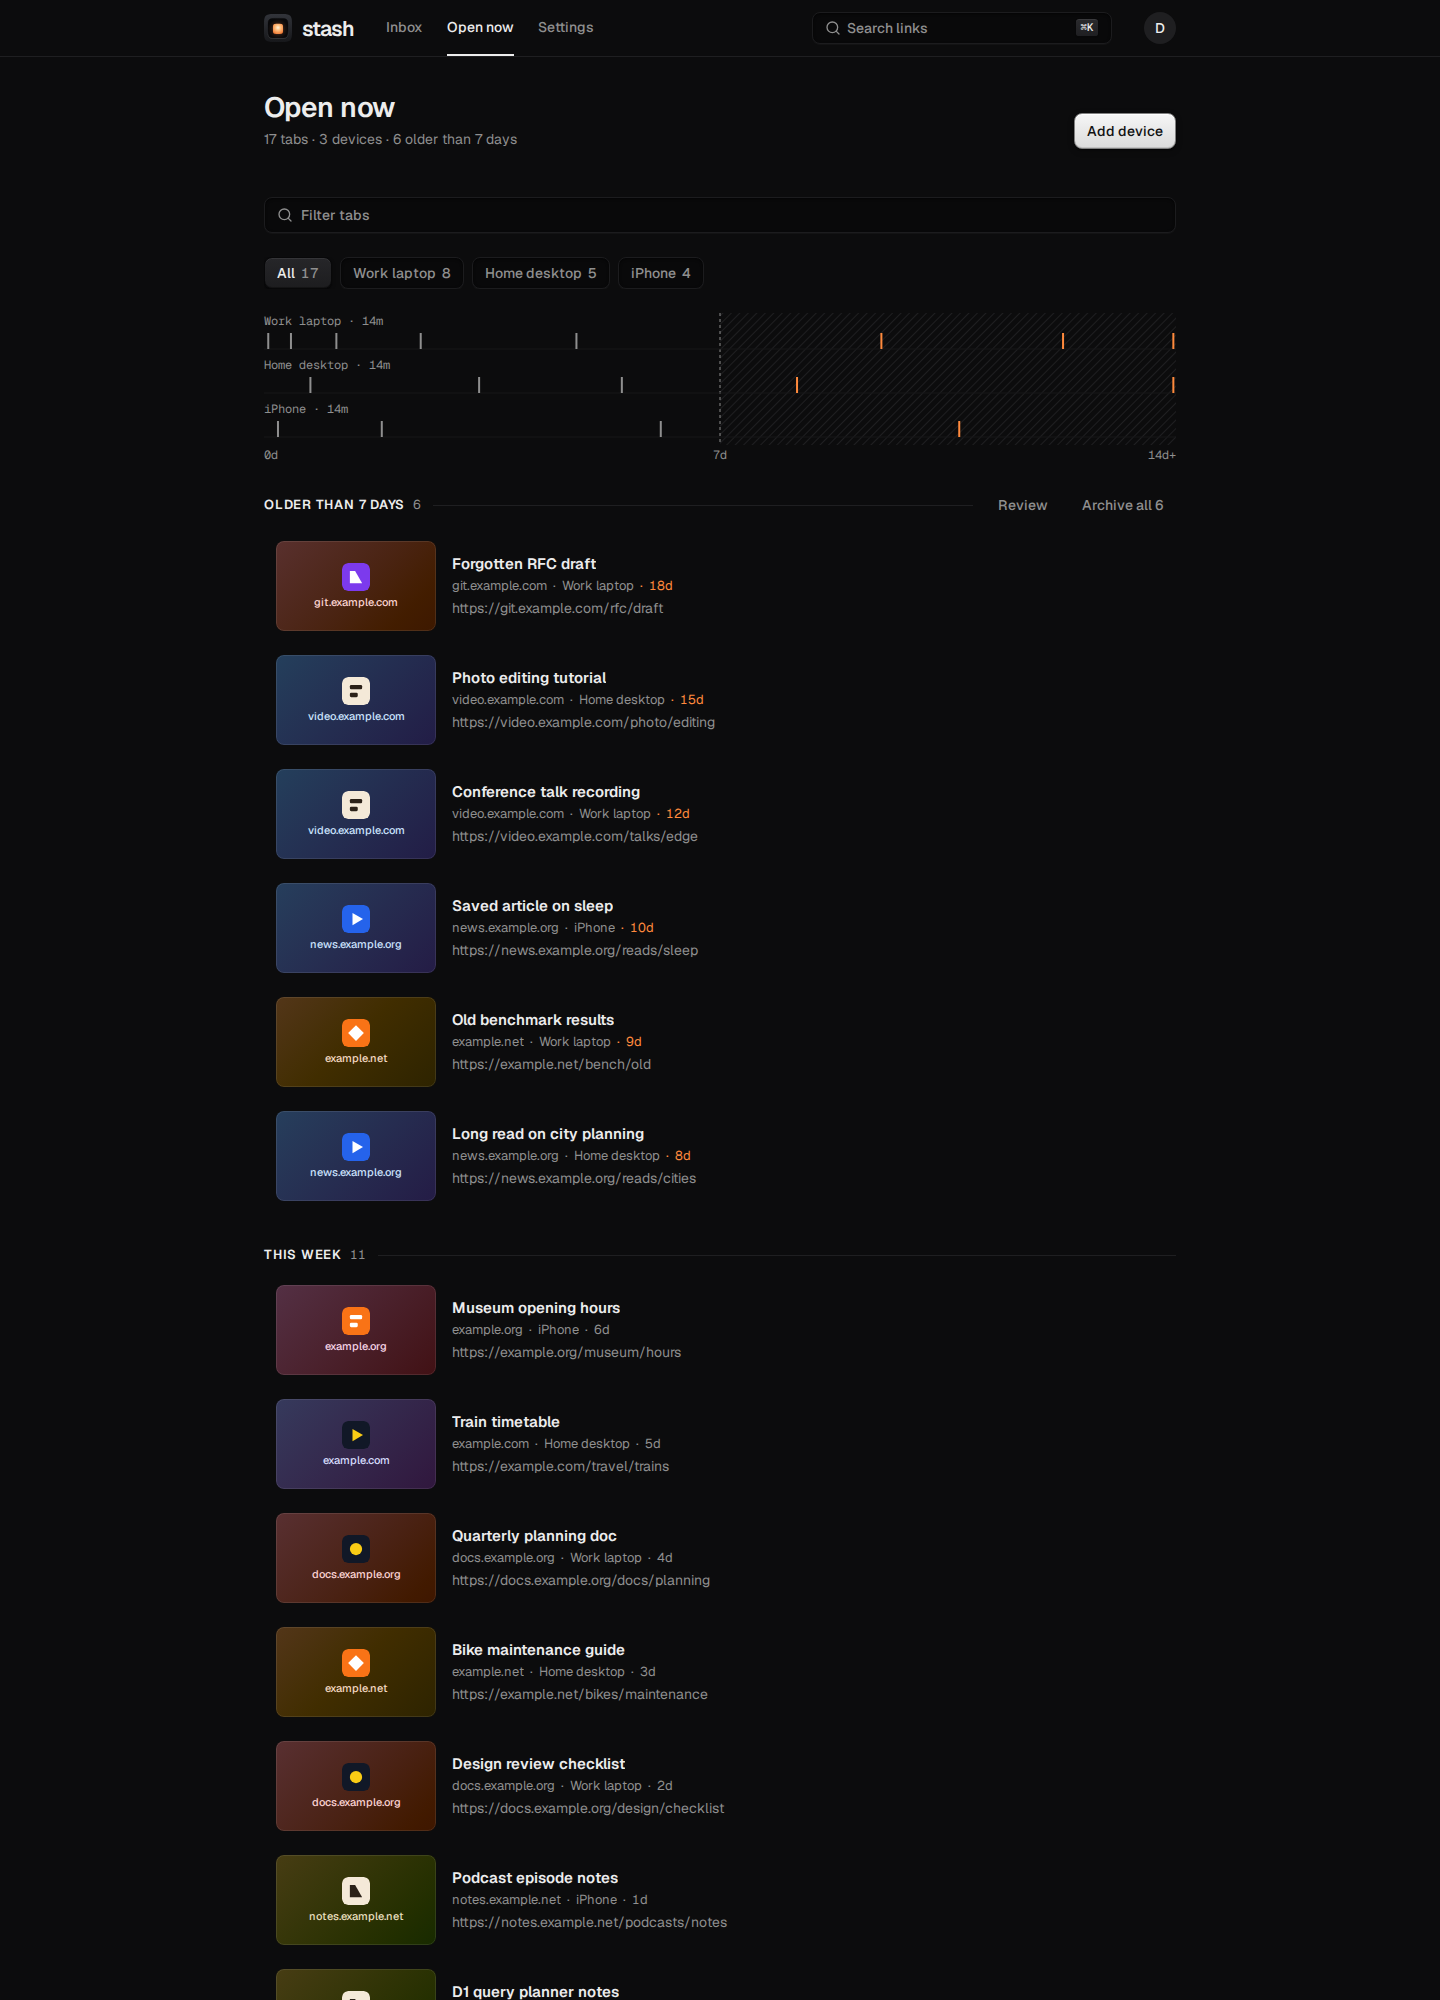 stash
Inbox
Open now
Settings
Search links
⌘K
D
Open now
17 tabs · 3 devices · 6 older than 7 days
Add device
Filter tabs
All 17
Work laptop 8
Home desktop 5
iPhone 4
Work laptop · 14m
Home desktop · 14m
iPhone · 14m
0d
7d
14d+
OLDER THAN 7 DAYS 6
Review
Archive all 6
git.example.com
Forgotten RFC draft
git.example.com · Work laptop · 18d
https://git.example.com/rfc/draft
video.example.com
Photo editing tutorial
video.example.com · Home desktop · 15d
https://video.example.com/photo/editing
video.example.com
Conference talk recording
video.example.com · Work laptop · 12d
https://video.example.com/talks/edge
news.example.org
Saved article on sleep
news.example.org · iPhone · 10d
https://news.example.org/reads/sleep
example.net
Old benchmark results
example.net · Work laptop · 9d
https://example.net/bench/old
news.example.org
Long read on city planning
news.example.org · Home desktop · 8d
https://news.example.org/reads/cities
THIS WEEK 11
example.org
Museum opening hours
example.org · iPhone · 6d
https://example.org/museum/hours
example.com
Train timetable
example.com · Home desktop · 5d
https://example.com/travel/trains
docs.example.org
Quarterly planning doc
docs.example.org · Work laptop · 4d
https://docs.example.org/docs/planning
example.net
Bike maintenance guide
example.net · Home desktop · 3d
https://example.net/bikes/maintenance
docs.example.org
Design review checklist
docs.example.org · Work laptop · 2d
https://docs.example.org/design/checklist
notes.example.net
Podcast episode notes
notes.example.net · iPhone · 1d
https://notes.example.net/podcasts/notes
D1 query planner notes